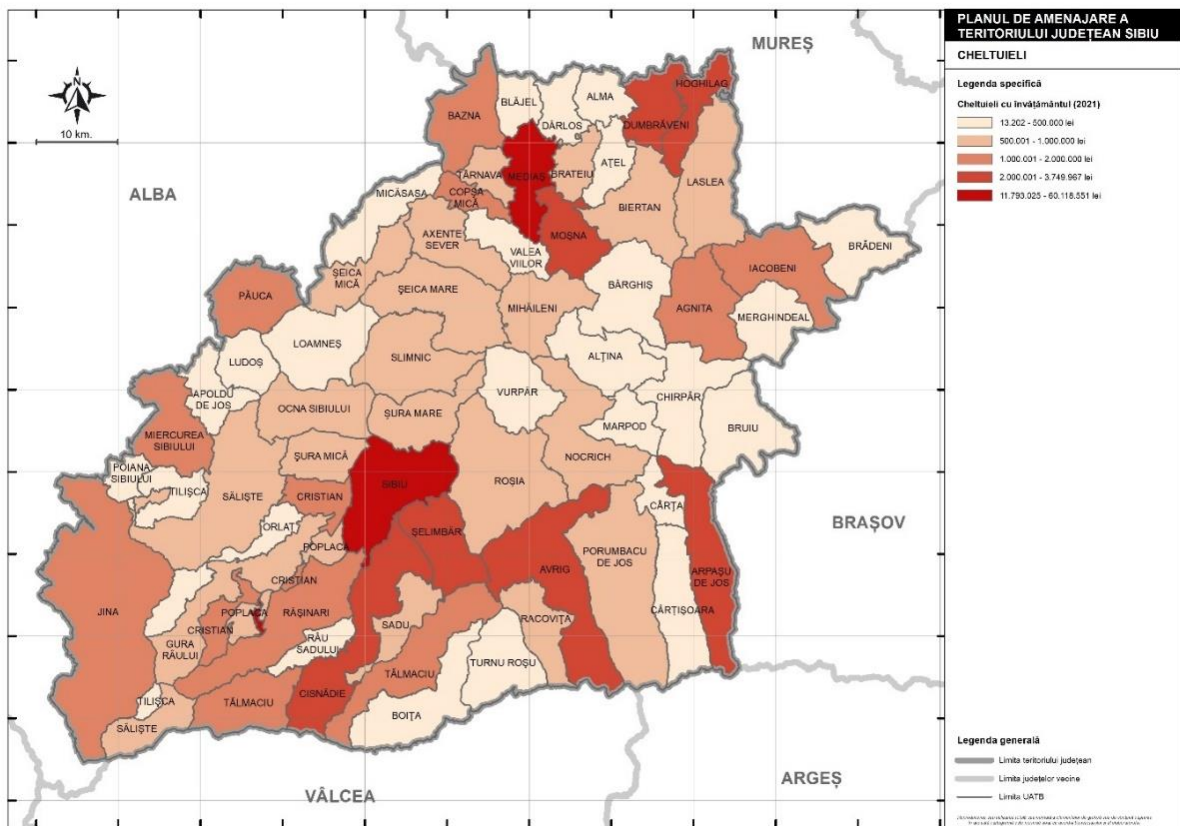 PLANUL DE AMENAJARE A
TERITORIULUI JUDEȚEAN SIBIU
CHELTUIELI
Legenda specifică
Cheltuieli cu învățământul (2021)
13.202 - 500.000 lei
500.001 - 1.000.000 lei
1.000.001 - 2.000.000 lei
2.000.001 - 3.749.967 lei
11.793.025 - 60.118.551 lei
N
10 km.
MUREȘ
ALBA
BRAȘOV
ARGEȘ
VÂLCEA
HOGHILAG
BLĂJEL
ALMA
BAZNA
DÂRLOS
DUMBRĂVENI
AȚEL
TÂRNAVA
MEDIAȘ
BRATEIU
LASLEA
MICĂSASA
COPȘA
MICĂ
BIERTAN
AXENTE
SEVER
MOȘNA
VALEA
VIILOR
BRĂDENI
ȘEICA
MICĂ
IACOBENI
BÂRGHIȘ
PĂUCA
ȘEICA MARE
MIHĂILENI
AGNITA
MERGHINDEAL
LOAMNEȘ
LUDOȘ
SLIMNIC
ALȚINA
APOLDU
DE JOS
VURPĂR
CHIRPĂR
OCNA SIBIULUI
ȘURA MARE
MARPOD
BRUIU
MIERCUREA
SIBIULUI
ȘURA MICĂ
NOCRICH
POIANA
SIBIULUI
TILIȘCA
SĂLIȘTE
CRISTIAN
SIBIU
ROȘIA
CÂRȚA
ORLAT
ȘELIMBĂR
POPLACA
PORUMBACU
DE JOS
AVRIG
ARPAȘU
DE JOS
CRISTIAN
JINA
POPLACA
RĂȘINARI
CÂRȚIȘOARA
SADU
RACOVIȚA
CRISTIAN
GURA
RÂULUI
RÂU
SADULUI
TURNU ROȘU
TĂLMACIU
TILIȘCA
TĂLMACIU
CISNĂDIE
BOIȚA
SĂLIȘTE
Legenda generală
Limita teritoriului județean
Limita județelor vecine
Limita UATB